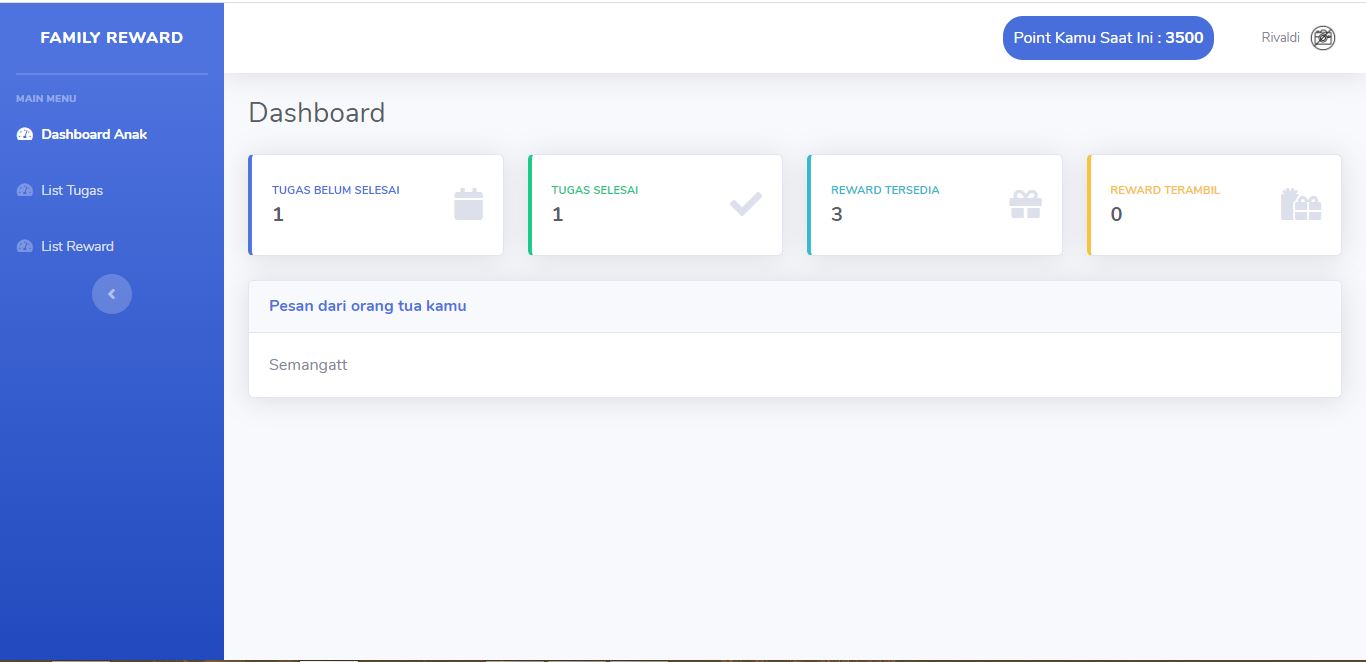 FAMILY REWARD
Point Kamu Saat Ini : 3500
Rivaldi
MAIN MENU
Dashboard Anak
List Tugas
List Reward
Dashboard
TUGAS BELUM SELESAI
1
TUGAS SELESAI
1
REWARD TERSEDIA
3
REWARD TERAMBIL
0
Pesan dari orang tua kamu
Semangatt